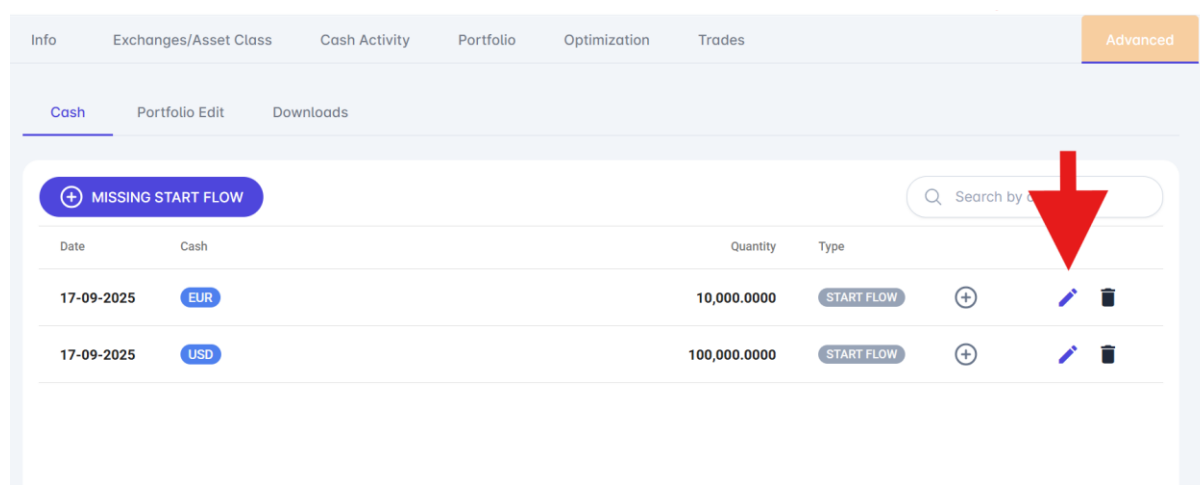 Info Exchanges/Asset Class Cash Activity Portfolio Optimization Trades Advanced
Cash Portfolio Edit Downloads
MISSING START FLOW Search by
Date Cash Quantity Type
17-09-2025 EUR 10,000.0000 START FLOW
17-09-2025 USD 100,000.0000 START FLOW